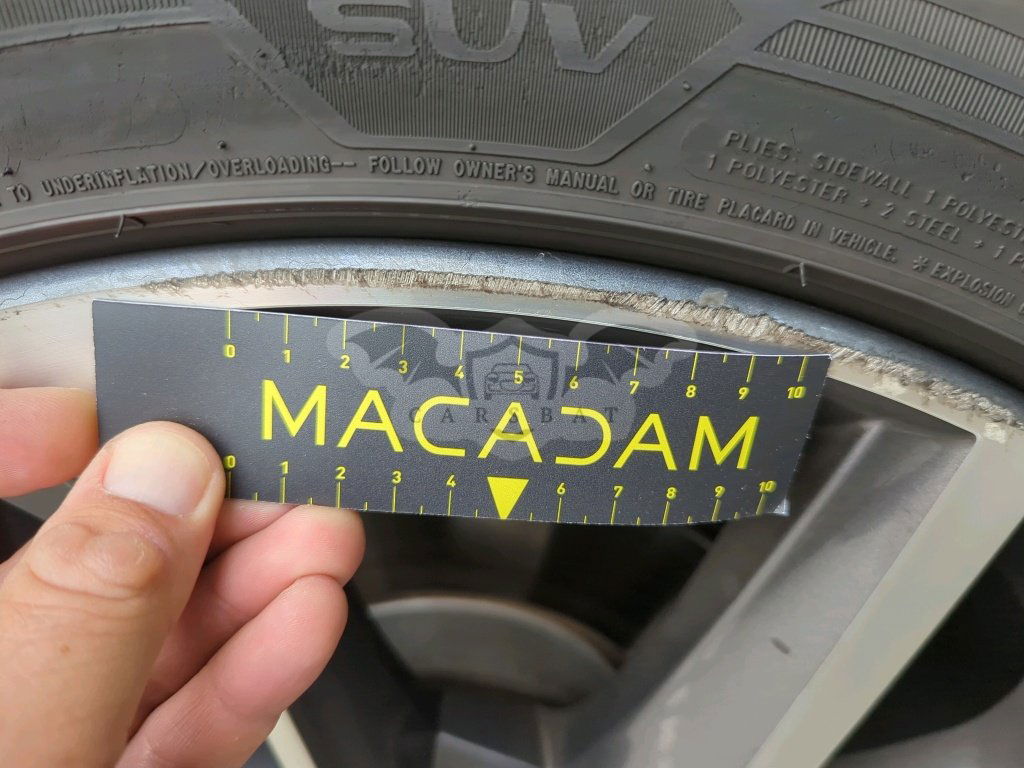 SUV
TO UNDERINFLATION/OVERLOADING-- FOLLOW OWNER'S MANUAL OR TIRE PLACARD IN VEHICLE. * EXPLOSION
PLIES: SIDEWALL 1
1 POLYESTER + 2 STEEL + 1
0 1 2 3 4 5 6 7 8 9 10
CARABAT
MACADAM
0 1 2 3 4 6 7 8 9 10